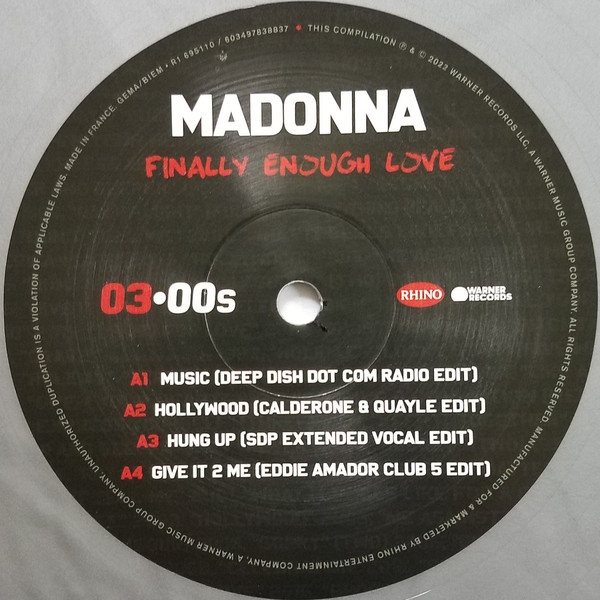 MADONNA
FINALLY ENOUGH LOVE
03•00s
RHINO
WARNER RECORDS
A1 MUSIC (DEEP DISH DOT COM RADIO EDIT)
A2 HOLLYWOOD (CALDERONE & QUAYLE EDIT)
A3 HUNG UP (SDP EXTENDED VOCAL EDIT)
A4 GIVE IT 2 ME (EDDIE AMADOR CLUB 5 EDIT)
THIS COMPILATION ℗ & © 2022 WARNER RECORDS LLC, A WARNER MUSIC GROUP COMPANY. ALL RIGHTS RESERVED MANUFACTURED FOR & MARKETED BY RHINO ENTERTAINMENT COMPANY, A WARNER MUSIC GROUP COMPANY. UNAUTHORIZED DUPLICATION IS A VIOLATION OF APPLICABLE LAWS. MADE IN FRANCE. GEMA/BIEM • R1 695110 / 603497838837